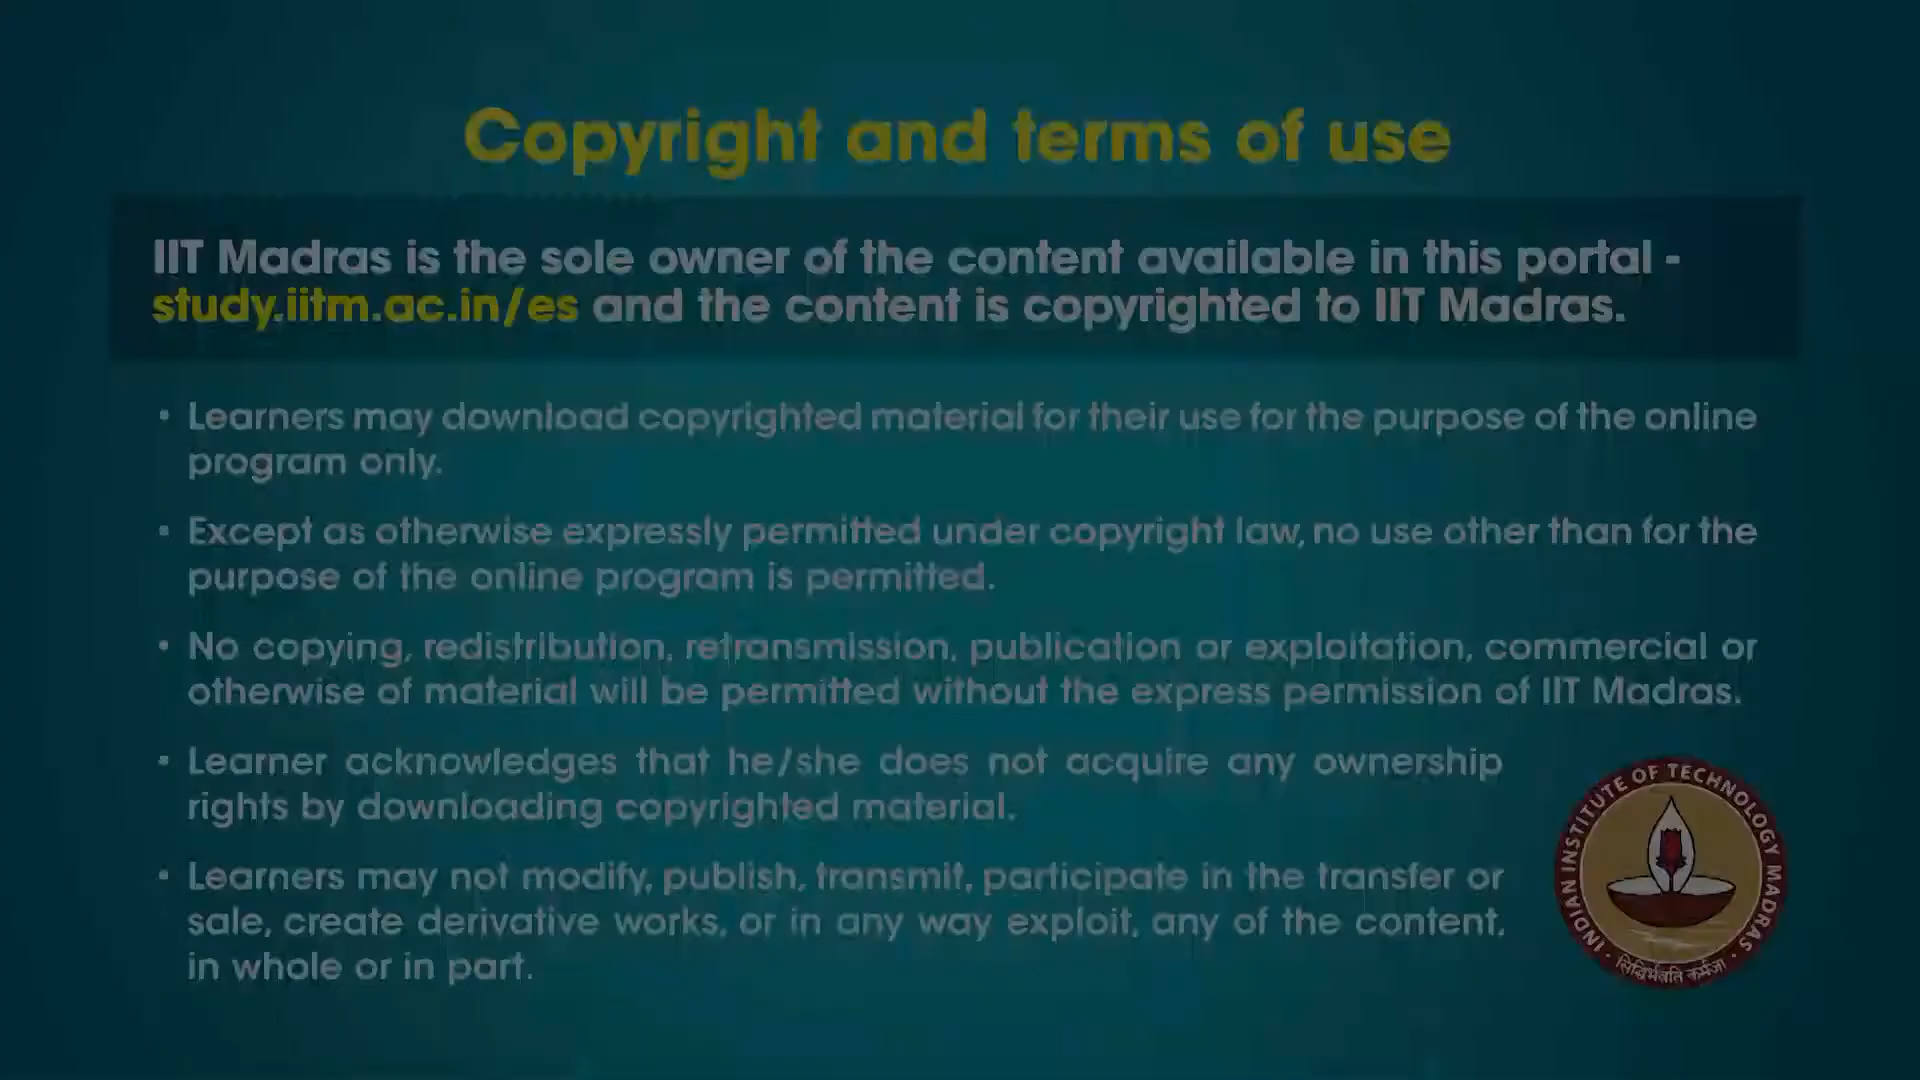 Copyright and terms of use
IIT Madras is the sole owner of the content available in this portal -
study.iitm.ac.in/es and the content is copyrighted to IIT Madras.
• Learners may download copyrighted material for their use for the purpose of the online
program only.
• Except as otherwise expressly permitted under copyright law, no use other than for the
purpose of the online program is permitted.
• No copying, redistribution, retransmission, publication or exploitation, commercial or
otherwise of material will be permitted without the express permission of IIT Madras.
• Learner acknowledges that he/she does not acquire any ownership
rights by downloading copyrighted material.
• Learners may not modify, publish, transmit, participate in the transfer or
sale, create derivative works, or in any way exploit, any of the content,
in whole or in part.
INDIAN INSTITUTE OF TECHNOLOGY MADRAS
सिद्धिर्भवति कर्मजा